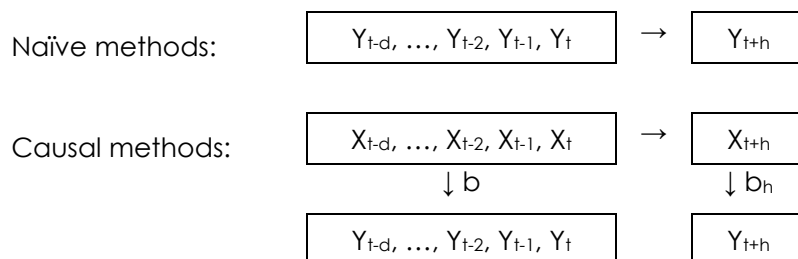 Naïve methods: Yt-d, …, Yt-2, Yt-1, Yt → Yt+h
Causal methods: Xt-d, …, Xt-2, Xt-1, Xt → Xt+h
↓ b ↓ bh
Yt-d, …, Yt-2, Yt-1, Yt Yt+h